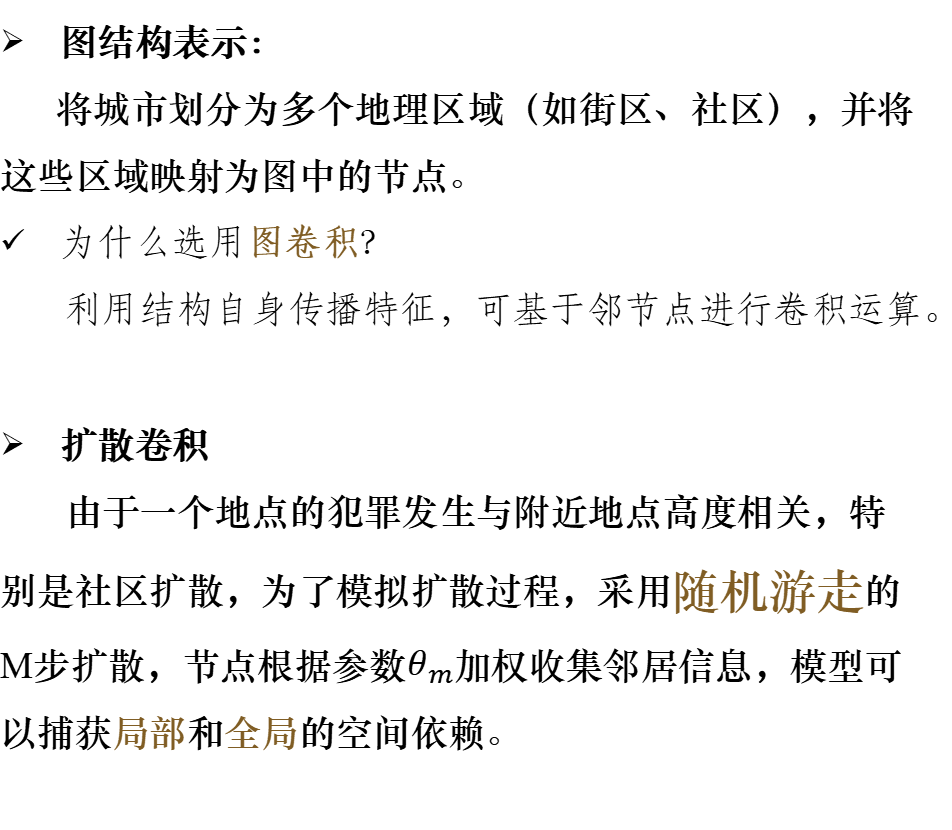 ➢ 图结构表示：
将城市划分为多个地理区域（如街区、社区），并将
这些区域映射为图中的节点。
✓ 为什么选用图卷积？
利用结构自身传播特征，可基于邻节点进行卷积运算。
➢ 扩散卷积
由于一个地点的犯罪发生与附近地点高度相关，特
别是社区扩散，为了模拟扩散过程，采用随机游走的
M步扩散，节点根据参数θₘ加权收集邻居信息，模型可
以捕获局部和全局的空间依赖。